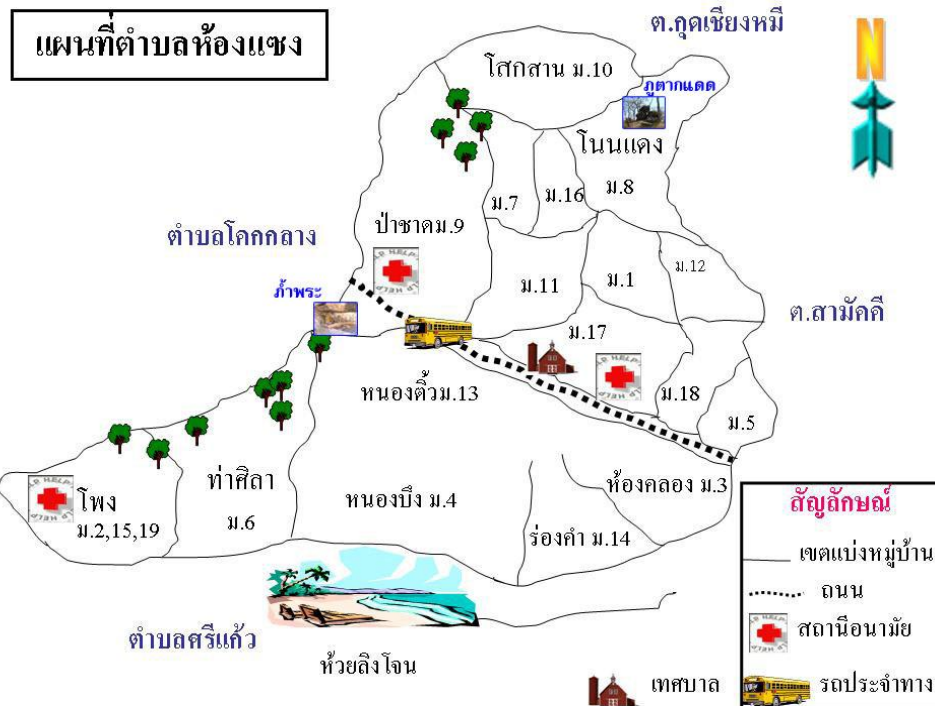 แผนที่ตำบลห้องแซง
ต.กุดเชียงหมี
N
โสกสาน ม.10
ภูตากแดด
โนนแดง
ม.8
ม.7
ม.16
ป่าชาดม.9
ตำบลโคกกลาง
ม.11
ม.1
ม.12
ถ้ำพระ
ต.สามัคคี
ม.17
หนองติ้วม.13
ม.18
ม.5
ท่าศิลา
ม.6
หนองบึง ม.4
ห้องคลอง ม.3
โพง
ม.2,15,19
ร่องคำ ม.14
ตำบลศรีแก้ว
ห้วยลิงโจน
สัญลักษณ์
เขตแบ่งหมู่บ้าน
ถนน
สถานีอนามัย
เทศบาล
รถประจำทาง